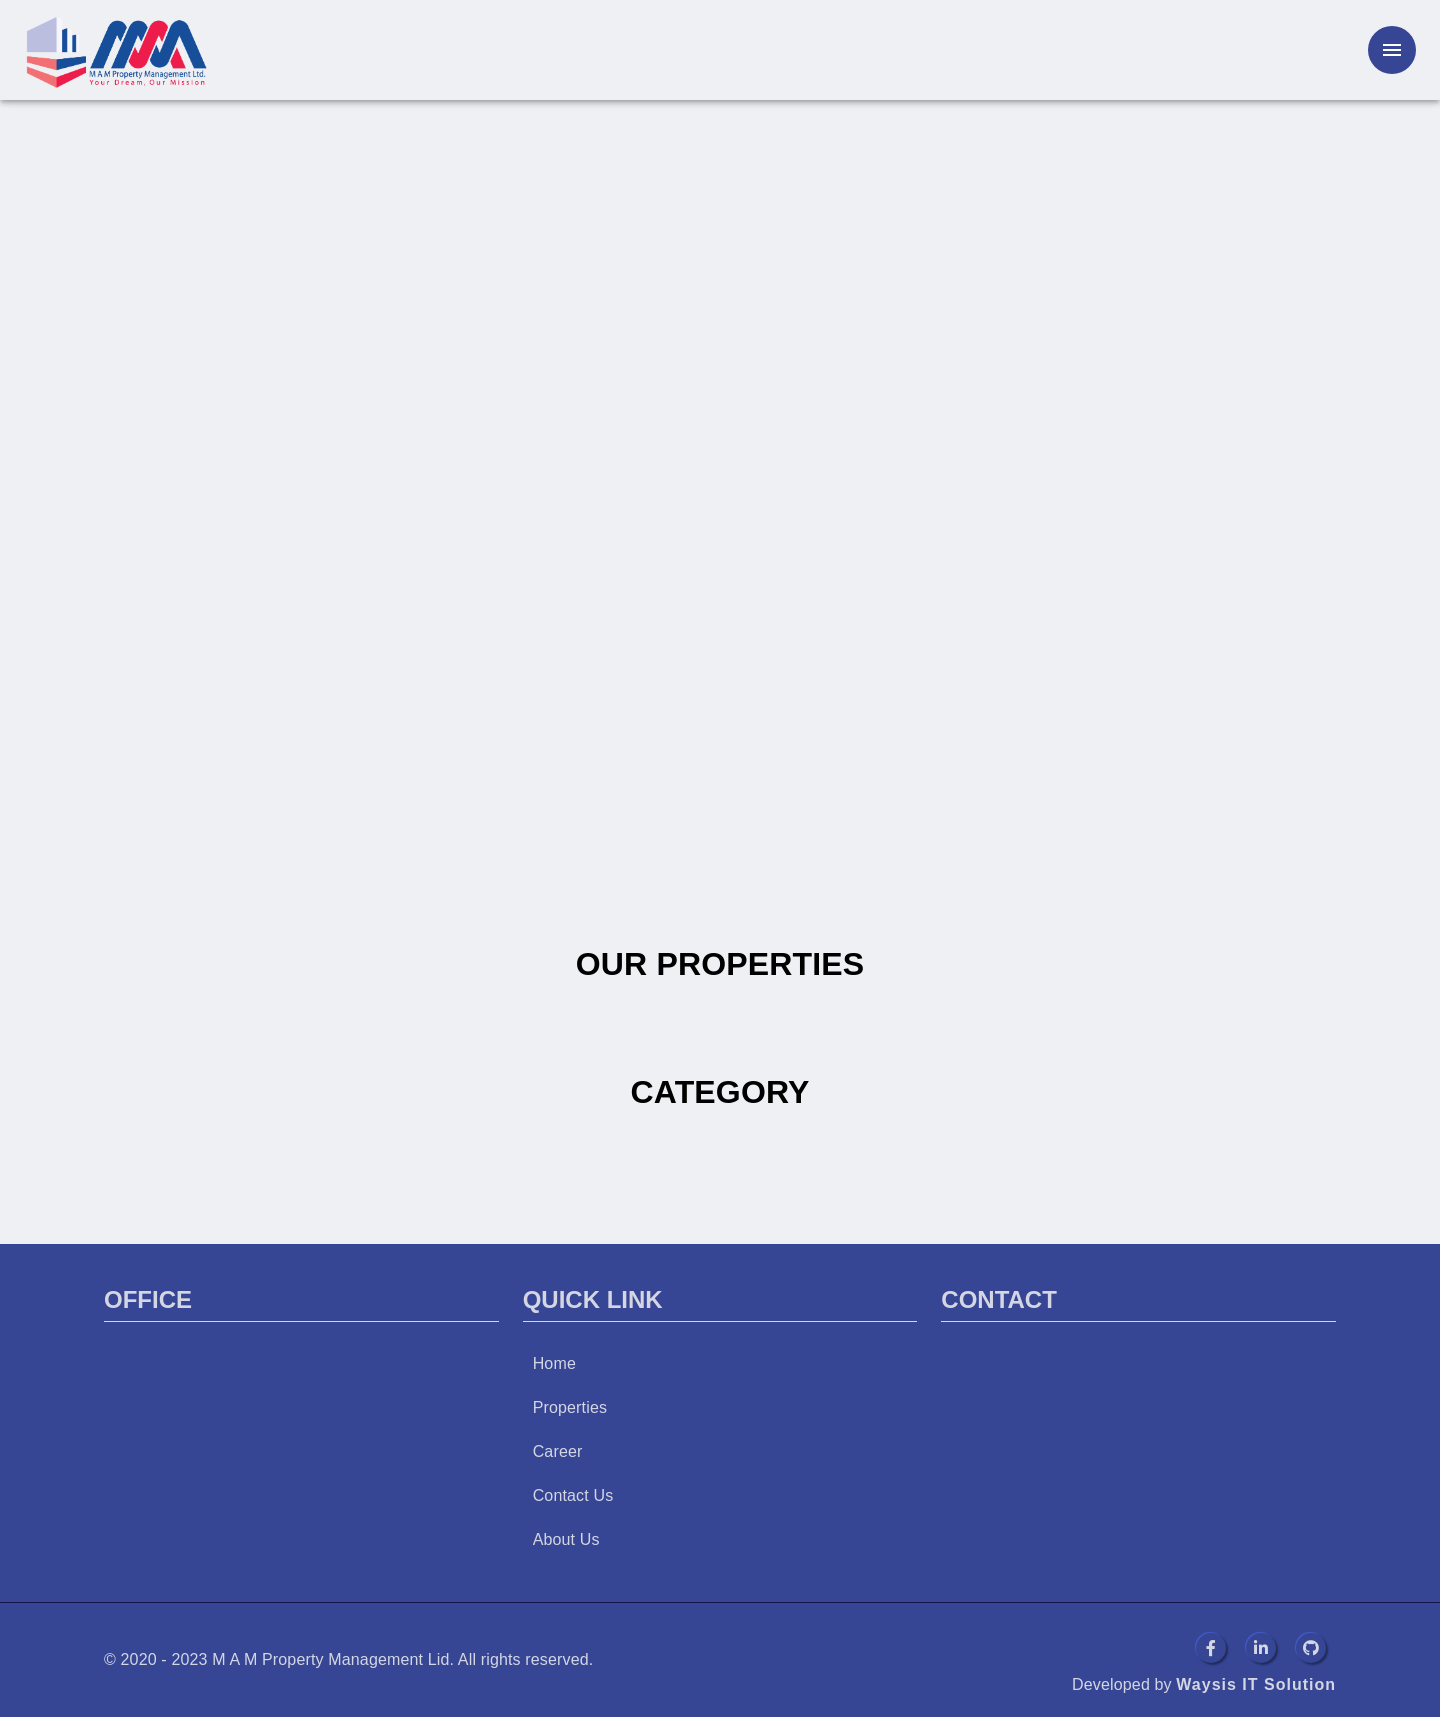 M A M Property Management Ltd.
Your Dream, Our Mission
OUR PROPERTIES
CATEGORY
OFFICE
QUICK LINK
Home
Properties
Career
Contact Us
About Us
CONTACT
© 2020 - 2023 M A M Property Management Lid. All rights reserved.
Developed by Waysis IT Solution